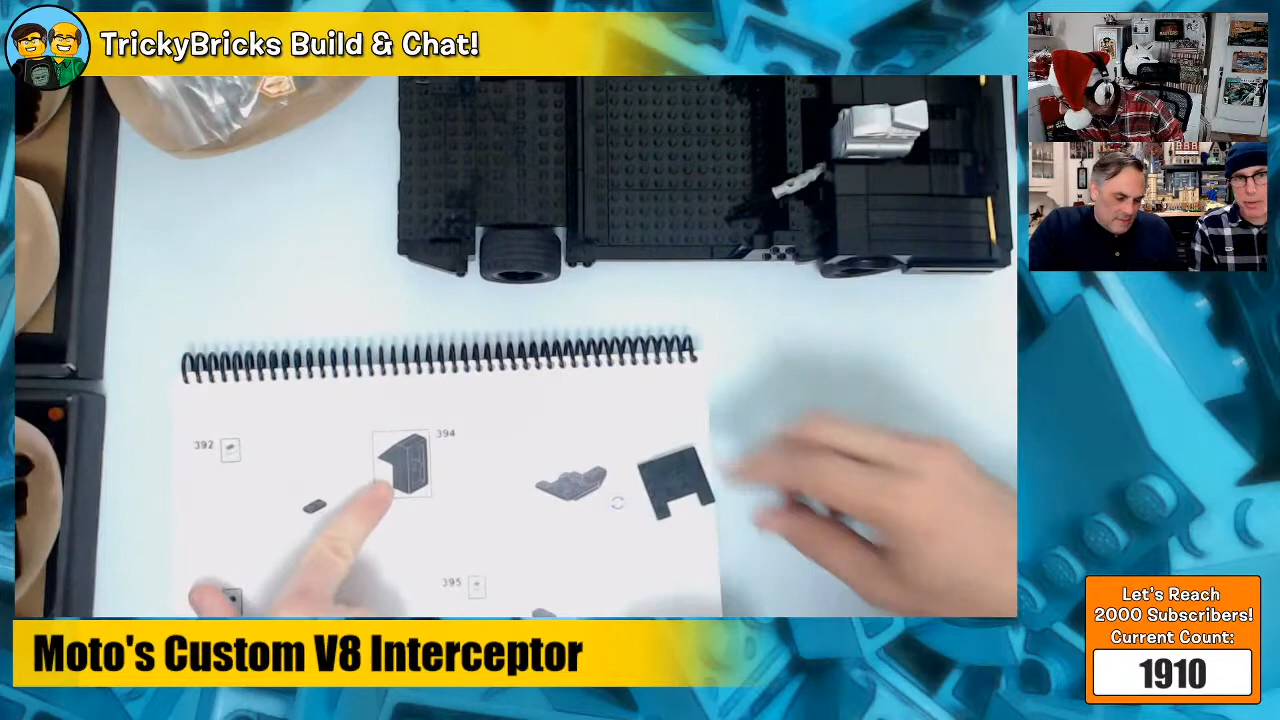 TrickyBricks Build & Chat!
392
394
395
Moto's Custom V8 Interceptor
Let's Reach
2000 Subscribers!
Current Count:
1910